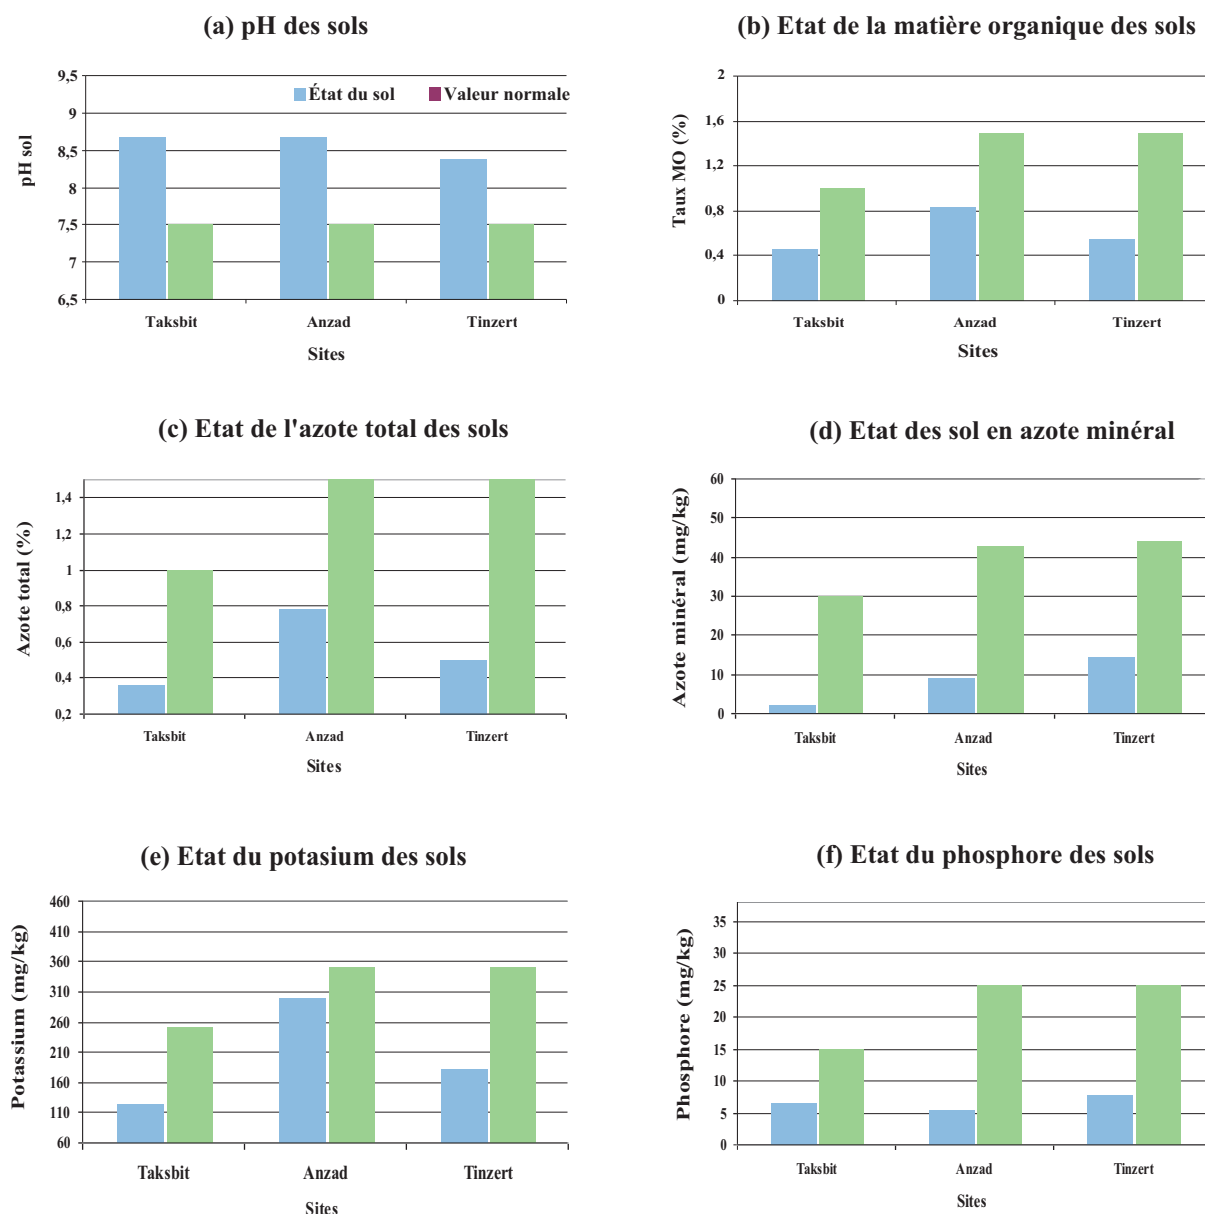 (a) pH des sols
pH sol
9,5
9
8,5
8
7,5
7
6,5
État du sol
Valeur normale
Taksbit
Anzad
Tinzert
Sites
(b) Etat de la matière organique des sols
Taux MO (%)
2
1,6
1,2
0,8
0,4
0
Taksbit
Anzad
Tinzert
Sites
(c) Etat de l'azote total des sols
Azote total (%)
1,4
1,2
1
0,8
0,6
0,4
0,2
Taksbit
Anzad
Tinzert
Sites
(d) Etat des sol en azote minéral
Azote minéral (mg/kg)
60
50
40
30
20
10
0
Taksbit
Anzad
Tinzert
Sites
(e) Etat du potasium des sols
Potassium (mg/kg)
460
410
360
310
260
210
160
110
60
Taksbit
Anzad
Tinzert
Sites
(f) Etat du phosphore des sols
Phosphore (mg/kg)
35
30
25
20
15
10
5
0
Taksbit
Anzad
Tinzert
Sites